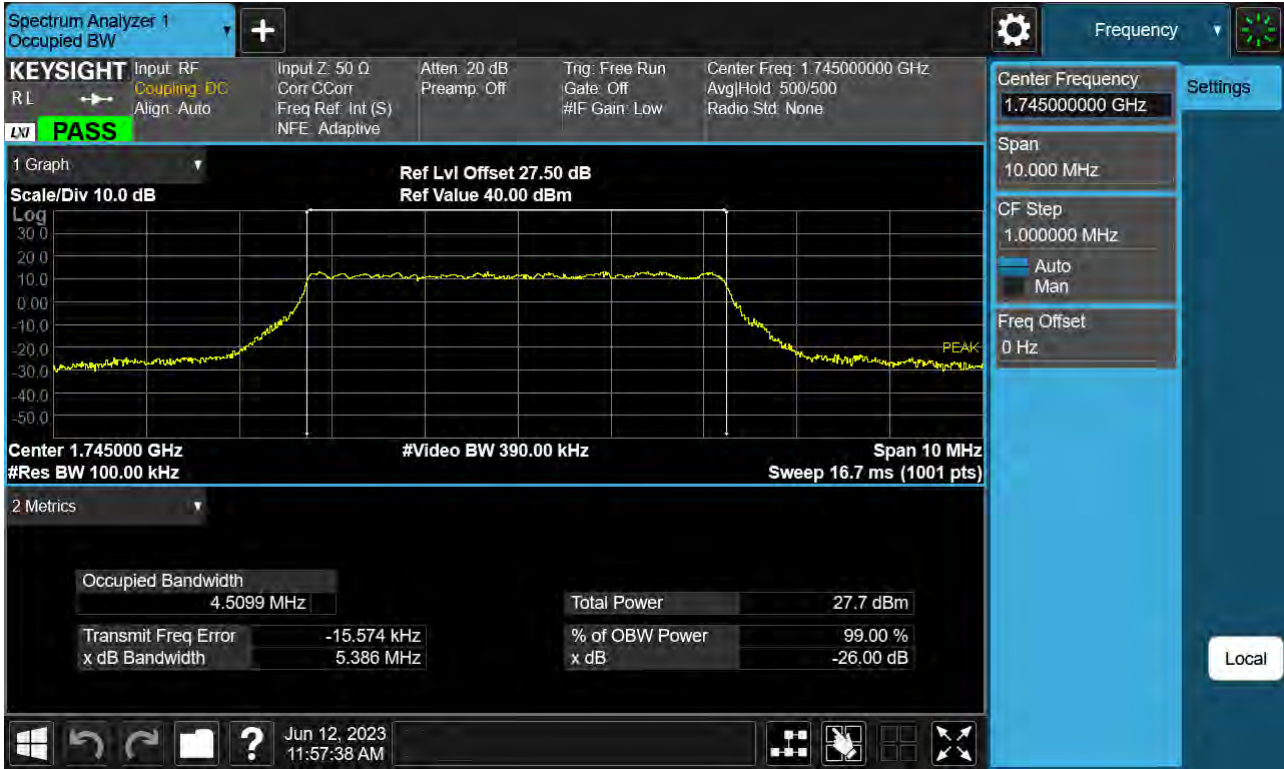 Spectrum Analyzer 1
Occupied BW
+
Frequency
KEYSIGHT
RL
LXI
PASS
Input: RF
Coupling: DC
Align: Auto
Input Z: 50 Ω
Corr CCorr
Freq Ref: Int (S)
NFE: Adaptive
Atten: 20 dB
Preamp: Off
Trig: Free Run
Gate: Off
#IF Gain: Low
Center Freq: 1.745000000 GHz
Avg|Hold: 500/500
Radio Std: None
Center Frequency
1.745000000 GHz
Settings
Span
10.000 MHz
CF Step
1.000000 MHz
Auto
Man
Freq Offset
0 Hz
Local
1 Graph
Scale/Div 10.0 dB
Ref Lvl Offset 27.50 dB
Ref Value 40.00 dBm
Log
30.0
20.0
10.0
0.00
-10.0
-20.0
-30.0
-40.0
-50.0
PEAK
Center 1.745000 GHz
#Video BW 390.00 kHz
Span 10 MHz
#Res BW 100.00 kHz
Sweep 16.7 ms (1001 pts)
2 Metrics
Occupied Bandwidth
4.5099 MHz
Transmit Freq Error -15.574 kHz
x dB Bandwidth 5.386 MHz
Total Power 27.7 dBm
% of OBW Power 99.00 %
x dB -26.00 dB
?
Jun 12, 2023
11:57:38 AM